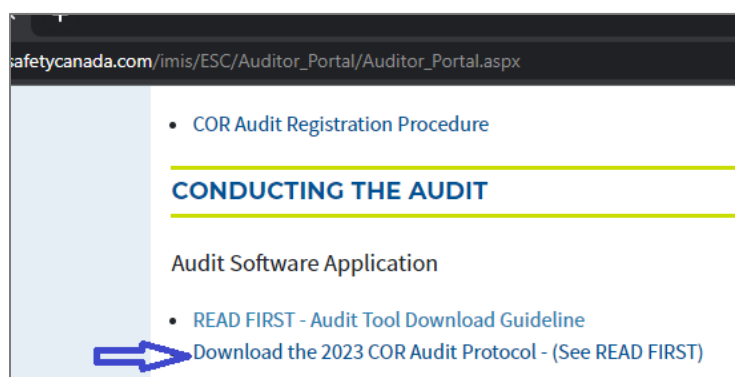 safetycanada.com/imis/ESC/Auditor_Portal/Auditor_Portal.aspx
• COR Audit Registration Procedure
CONDUCTING THE AUDIT
Audit Software Application
• READ FIRST - Audit Tool Download Guideline
Download the 2023 COR Audit Protocol - (See READ FIRST)